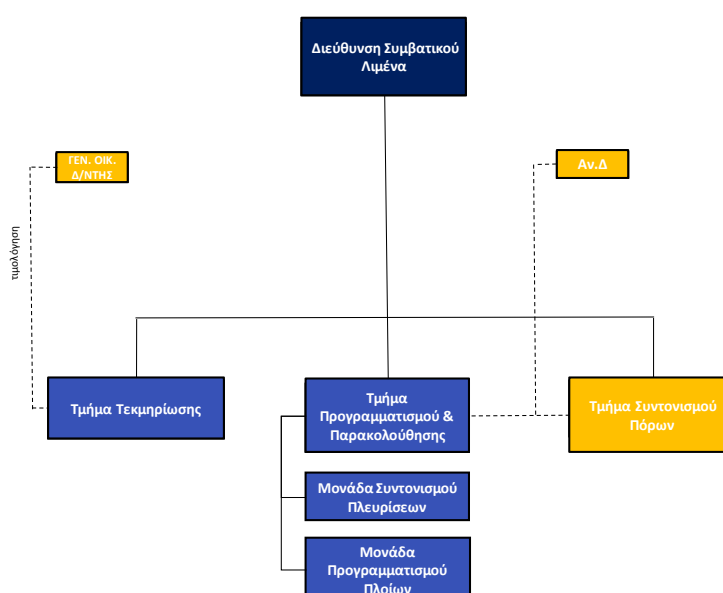 Διεύθυνση Συμβατικού
Λιμένα
ΓΕΝ. ΟΙΚ.
Δ/ΝΤΗΣ
Αν.Δ
τιμολόγηση
Τμήμα Τεκμηρίωσης
Τμήμα
Προγραμματισμού &
Παρακολούθησης
Τμήμα Συντονισμού
Πόρων
Μονάδα Συντονισμού
Πλευρίσεων
Μονάδα
Προγραμματισμού
Πλοίων